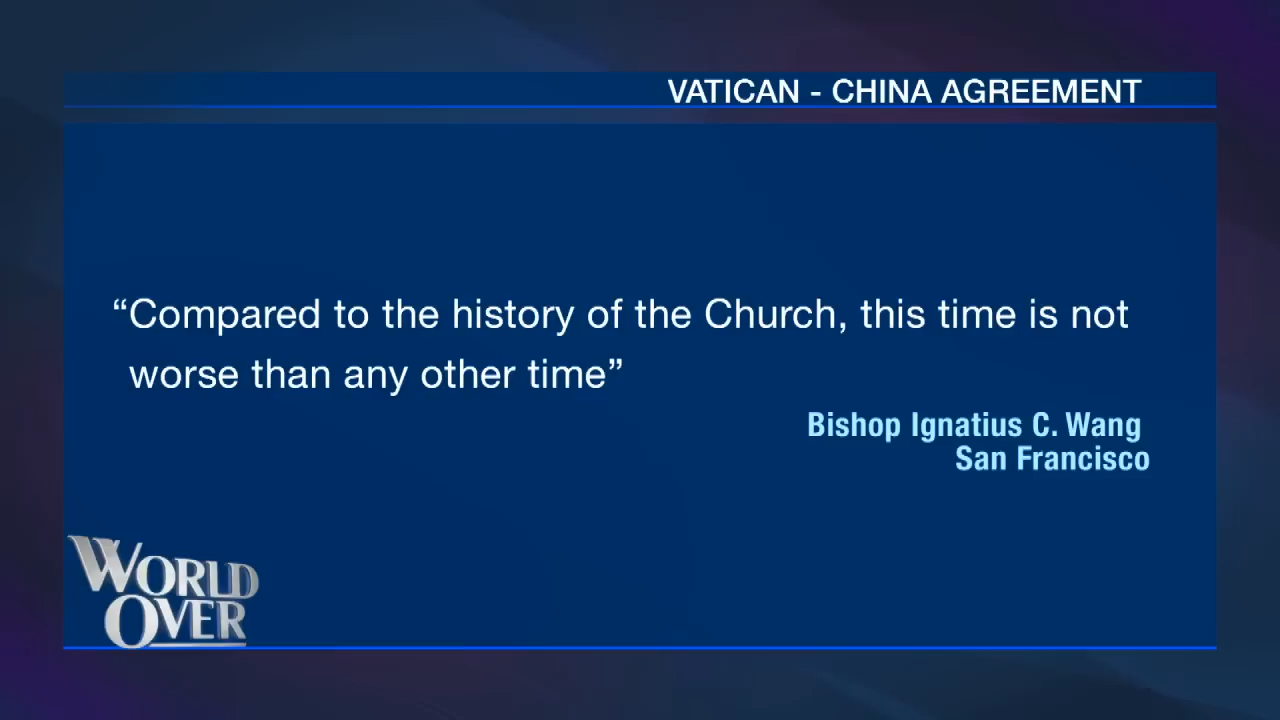 VATICAN - CHINA AGREEMENT
“Compared to the history of the Church, this time is not
worse than any other time”
Bishop Ignatius C. Wang
San Francisco
WORLD
OVER